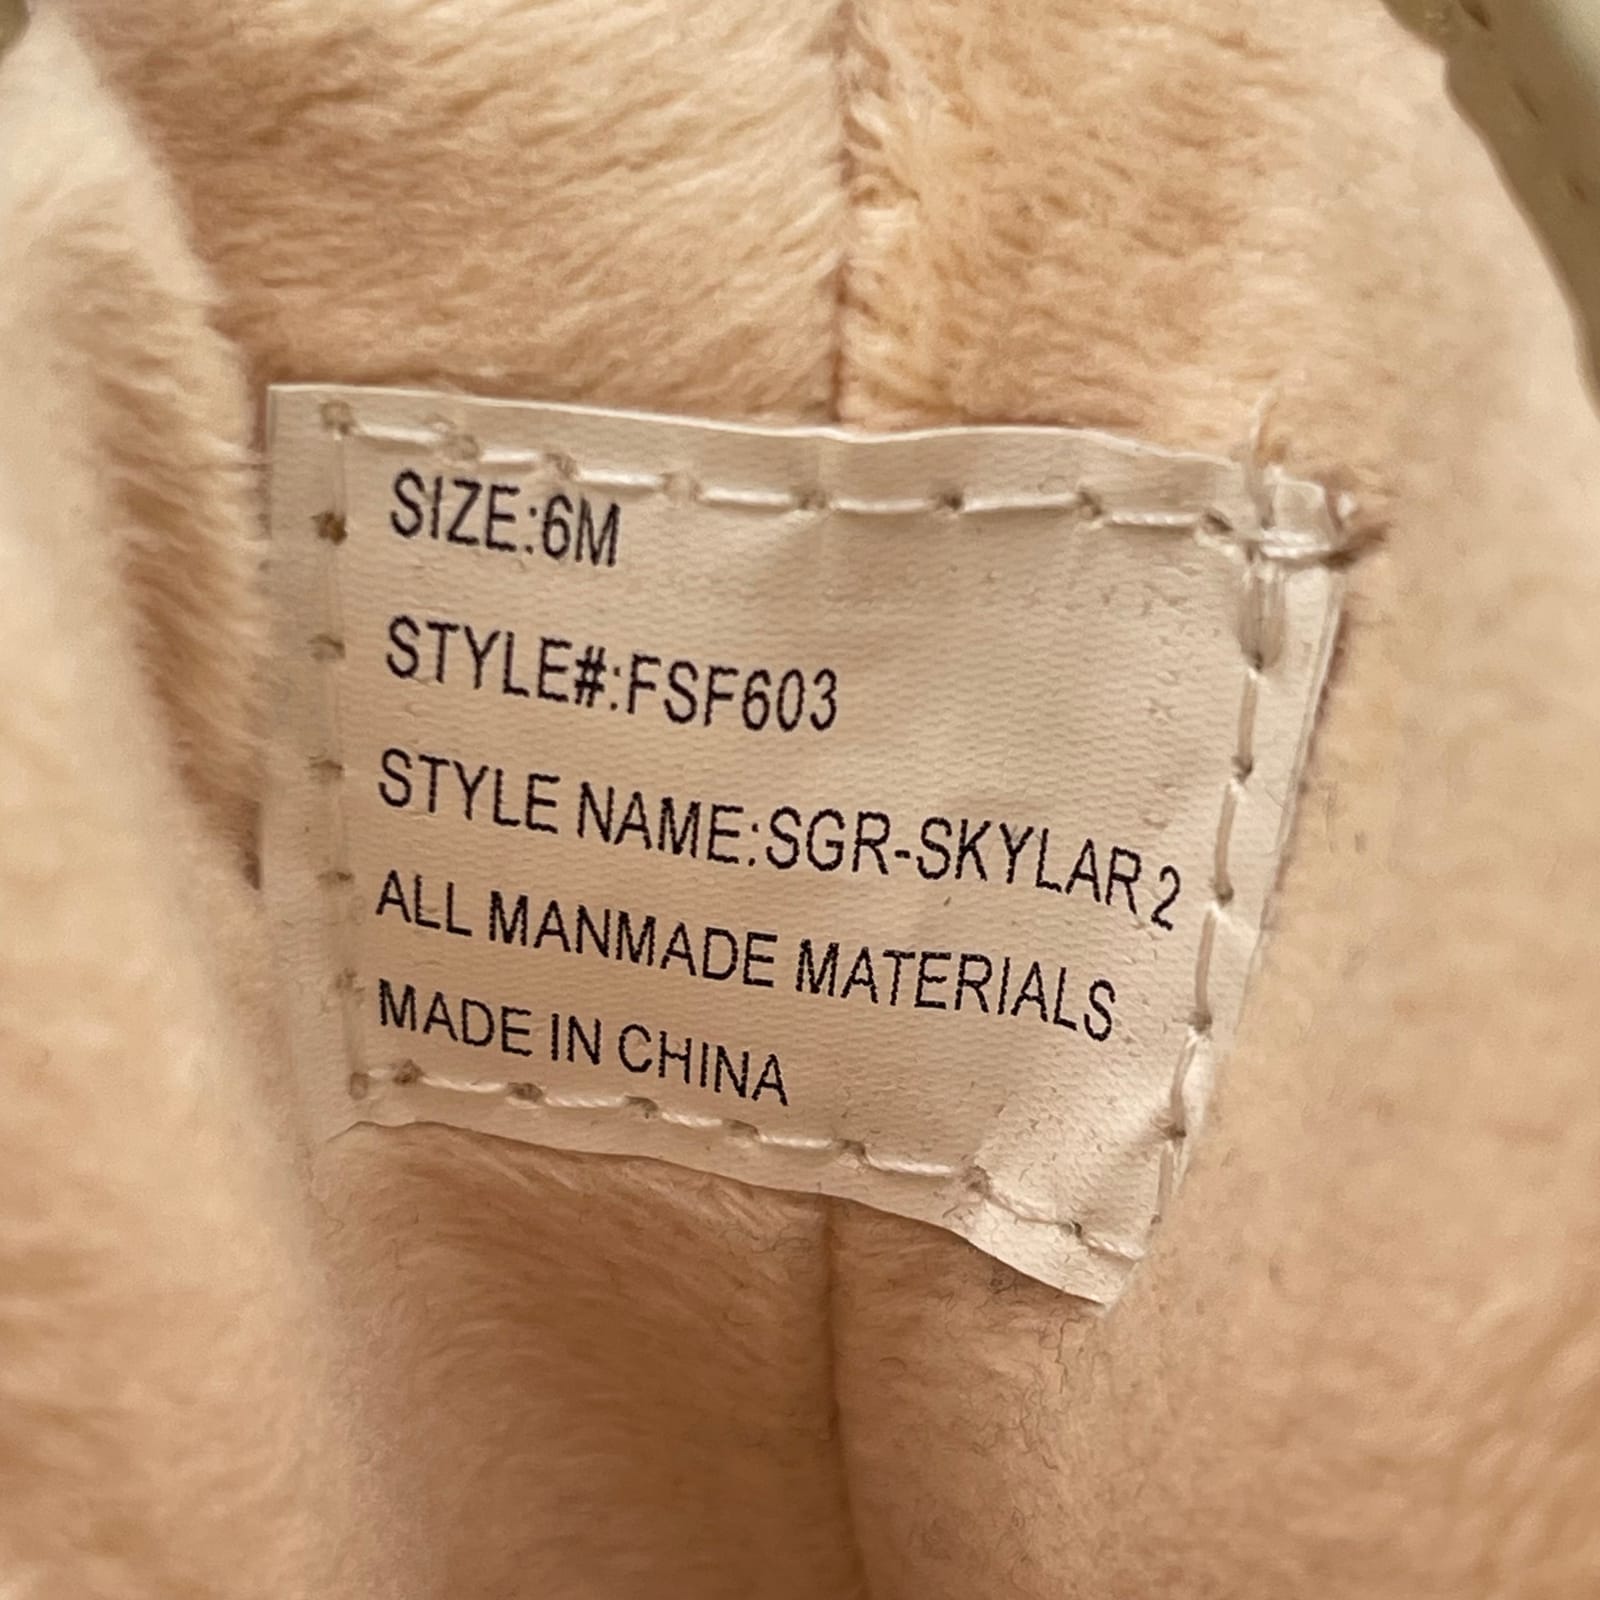 SIZE:6M
STYLE#:FSF603
STYLE NAME:SGR-SKYLAR 2
ALL MANMADE MATERIALS
MADE IN CHINA